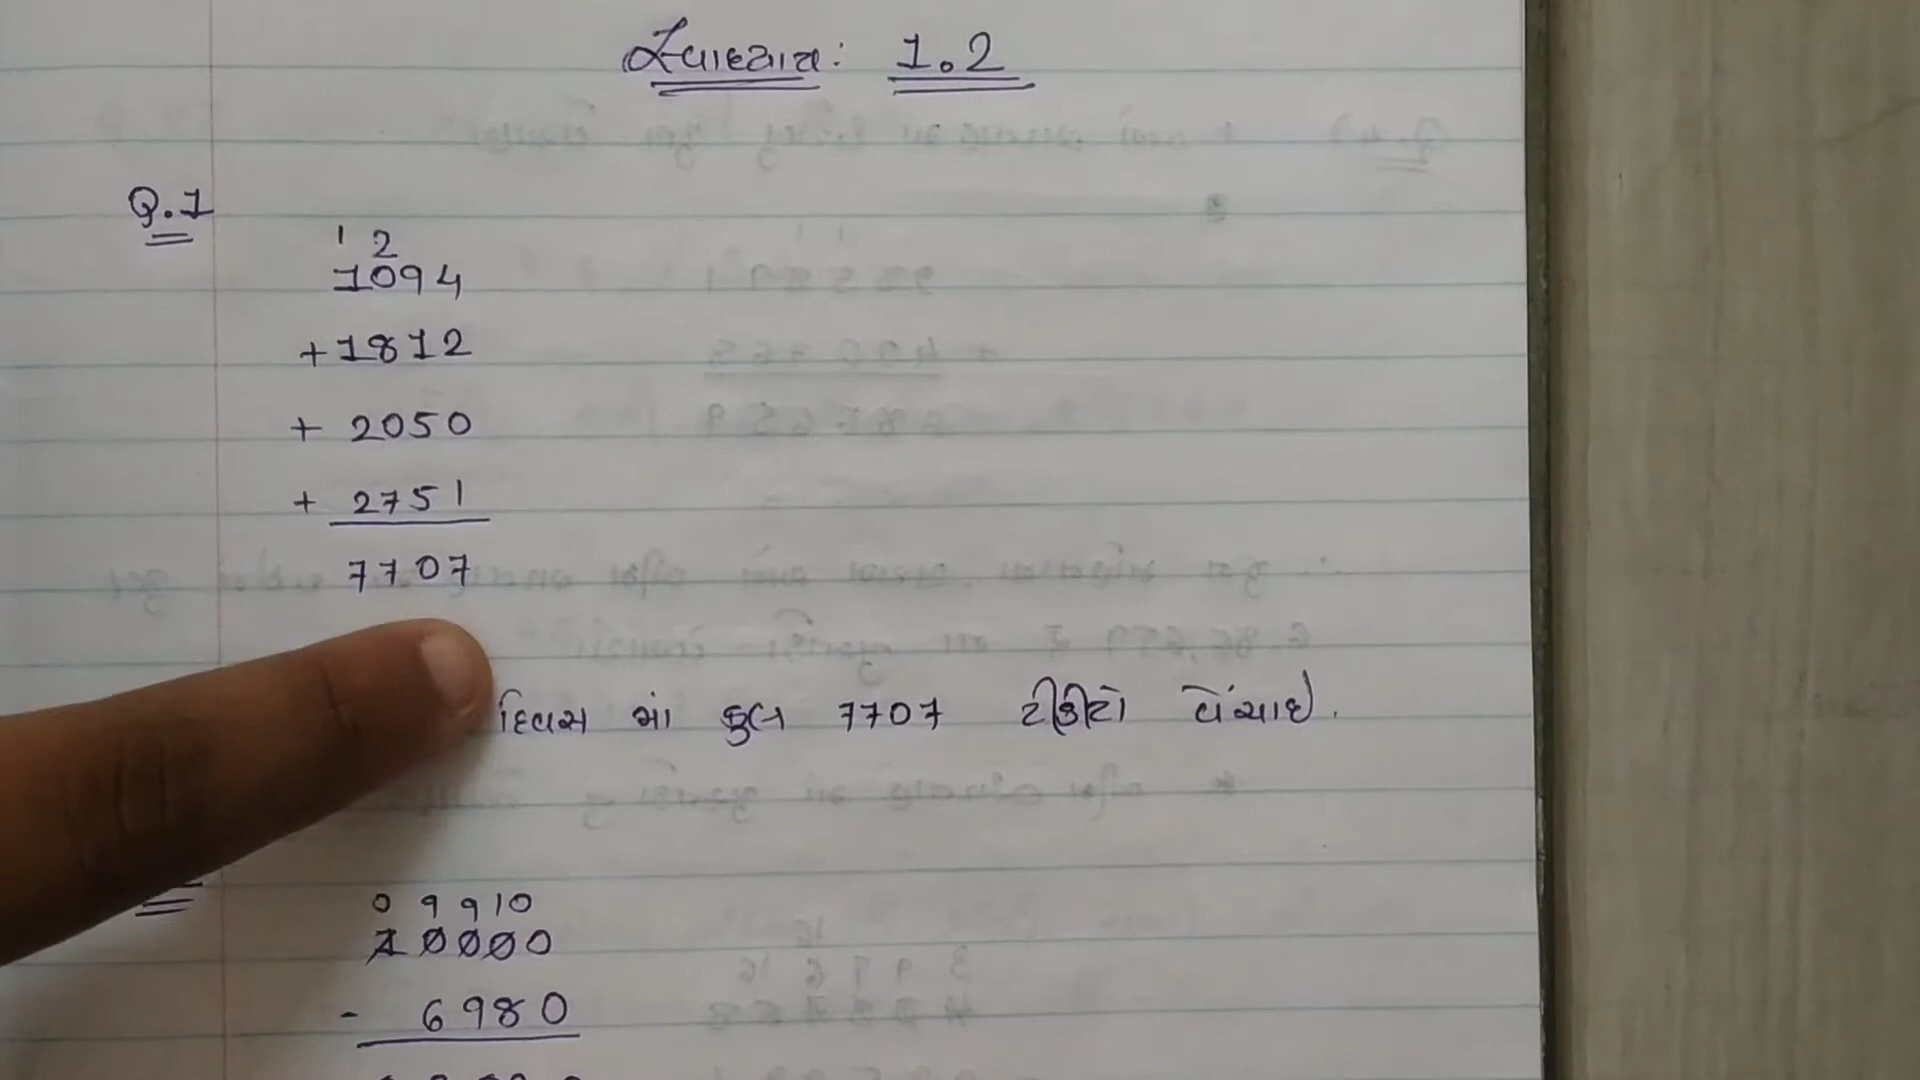 સ્વાધ્યાય: 1.2
Q.1
1 2
1094
+1812
+ 2050
+ 2751
7707
દિવસ માં કુલ 7707 ટીકીટો વેંચાઈ.
0 9 9 10
10000
- 6980